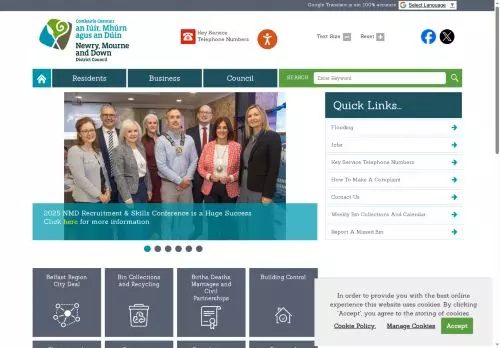 Google Translate is not 100% accurate
Select Language
Comhairle Ceantair
an Iúir, Mhúrn
agus an Dúin
Newry, Mourne
and Down
District Council
Key Service
Telephone Numbers
Text Size
Reset
Residents
Business
Council
SEARCH
Enter Keyword
2025 NMD Recruitment & Skills Conference is a Huge Success
Click here for more information
Quick Links...
Flooding
Jobs
Key Service Telephone Numbers
How To Make A Complaint
Contact Us
Weekly Bin Collections And Calendar
Report A Missed Bin
Belfast Region
City Deal
Bin Collections
and Recycling
Births, Deaths,
Marriages and
Civil
Partnerships
Building Control
In order to provide you with the best online
experience this website uses cookies. By clicking
'Accept', you agree to the storing of cookies.
Cookie Policy.
Manage Cookies
Accept